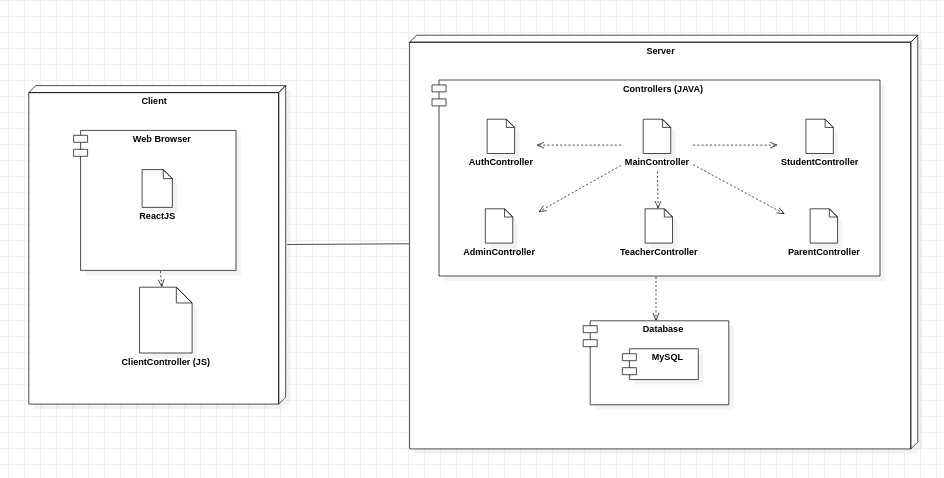 Server
Client
Controllers (JAVA)
Web Browser
AuthController
MainController
StudentController
ReactJS
AdminController
TeacherController
ParentController
Database
MySQL
ClientController (JS)